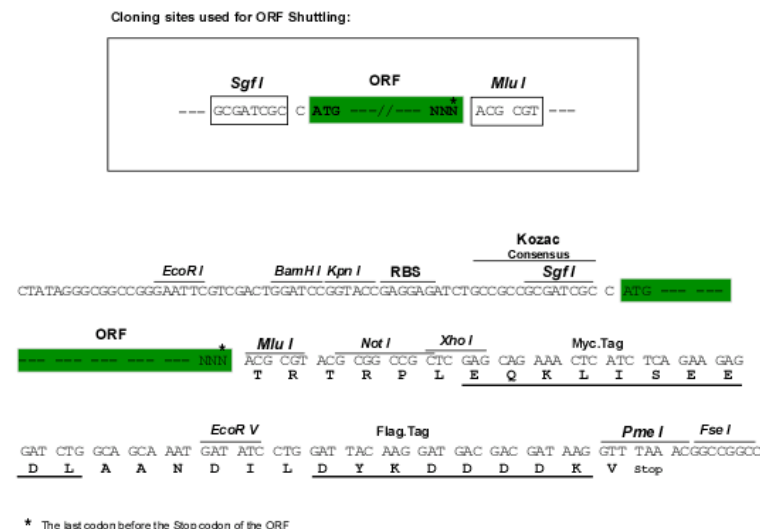 Cloning sites used for ORF Shuttling:
Sgf I ORF Mlu I
--- GCGATCGC C ATG ---//--- NNN* ACG CGT ---
Kozac
Consensus
EcoR I BamH I Kpn I RBS Sgf I
CTATAGGGCGGCCGGGAATTCGTCGACTGGATCCGGTACCGAGGAGATCTGCCGCCGCGATCGC C ATG --- ---
ORF
Mlu I Not I Xho I Myc.Tag
--- --- --- --- --- --- NNN* ACG CGT ACG CGG CCG CTC GAG CAG AAA CTC ATC TCA GAA GAG
T R T R P L E Q K L I S E E
EcoR V Flag.Tag Pme I Fse I
GAT CTG GCA GCA AAT GAT ATC CTG GAT TAC AAG GAT GAC GAC GAT AAG GTT TAA ACGGCCGGCC
D L A A N D I L D Y K D D D D K V Stop
* The last codon before the Stop codon of the ORF